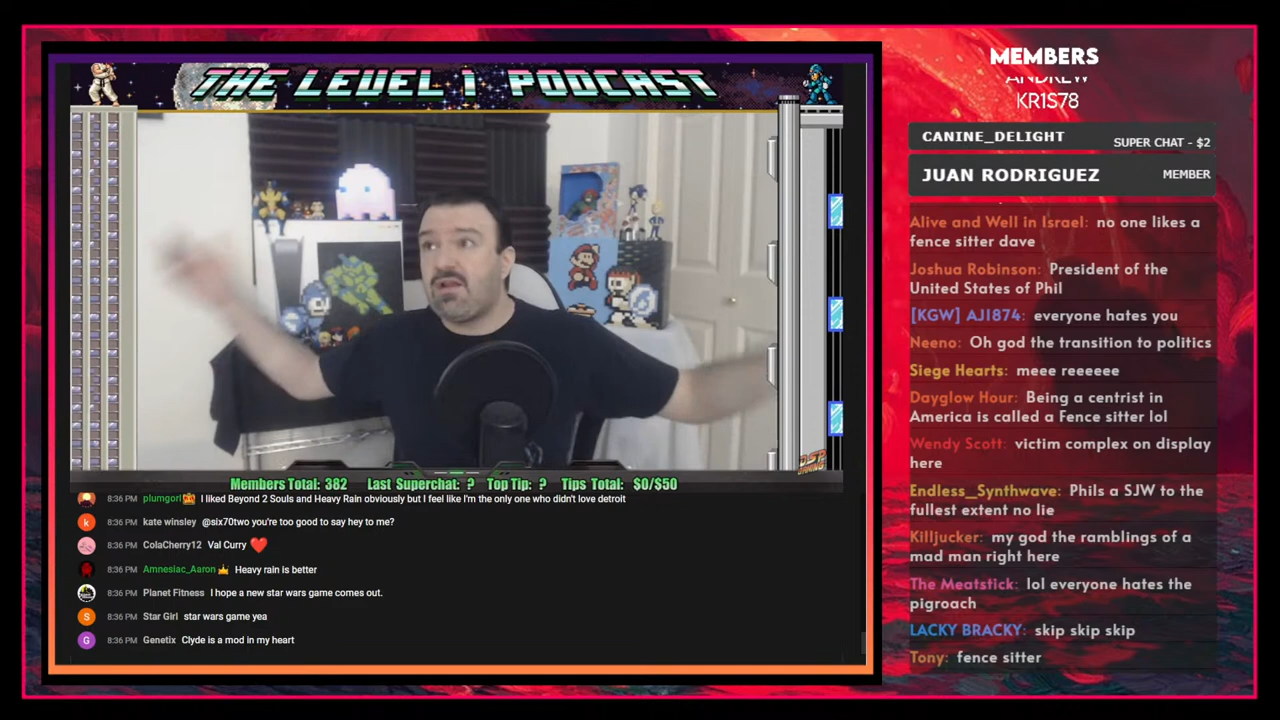 THE LEVEL 1 PODCAST
Members Total: 382 Last Superchat: ? Top Tip: ? Tips Total: $0/$50
8:36 PM plumgorl I liked Beyond 2 Souls and Heavy Rain obviously but I feel like I'm the only one who didn't love detroit
8:36 PM kate winsley @six70two you're too good to say hey to me?
8:36 PM ColaCherry12 Val Curry
8:36 PM Amnesiac_Aaron Heavy rain is better
8:36 PM Planet Fitness I hope a new star wars game comes out.
8:36 PM Star Girl star wars game yea
8:36 PM Genetix Clyde is a mod in my heart
k
S
G
DSP
GAMING
MEMBERS
ANDREW
KR1S78
CANINE_DELIGHT SUPER CHAT - $2
JUAN RODRIGUEZ MEMBER
Alive and Well in Israel: no one likes a
fence sitter dave
Joshua Robinson: President of the
United States of Phil
[KGW] AJ1874: everyone hates you
Neeno: Oh god the transition to politics
Siege Hearts: meee reeeeee
Dayglow Hour: Being a centrist in
America is called a Fence sitter lol
Wendy Scott: victim complex on display
here
Endless_Synthwave: Phils a SJW to the
fullest extent no lie
Killjucker: my god the ramblings of a
mad man right here
The Meatstick: lol everyone hates the
pigroach
LACKY BRACKY: skip skip skip
Tony: fence sitter